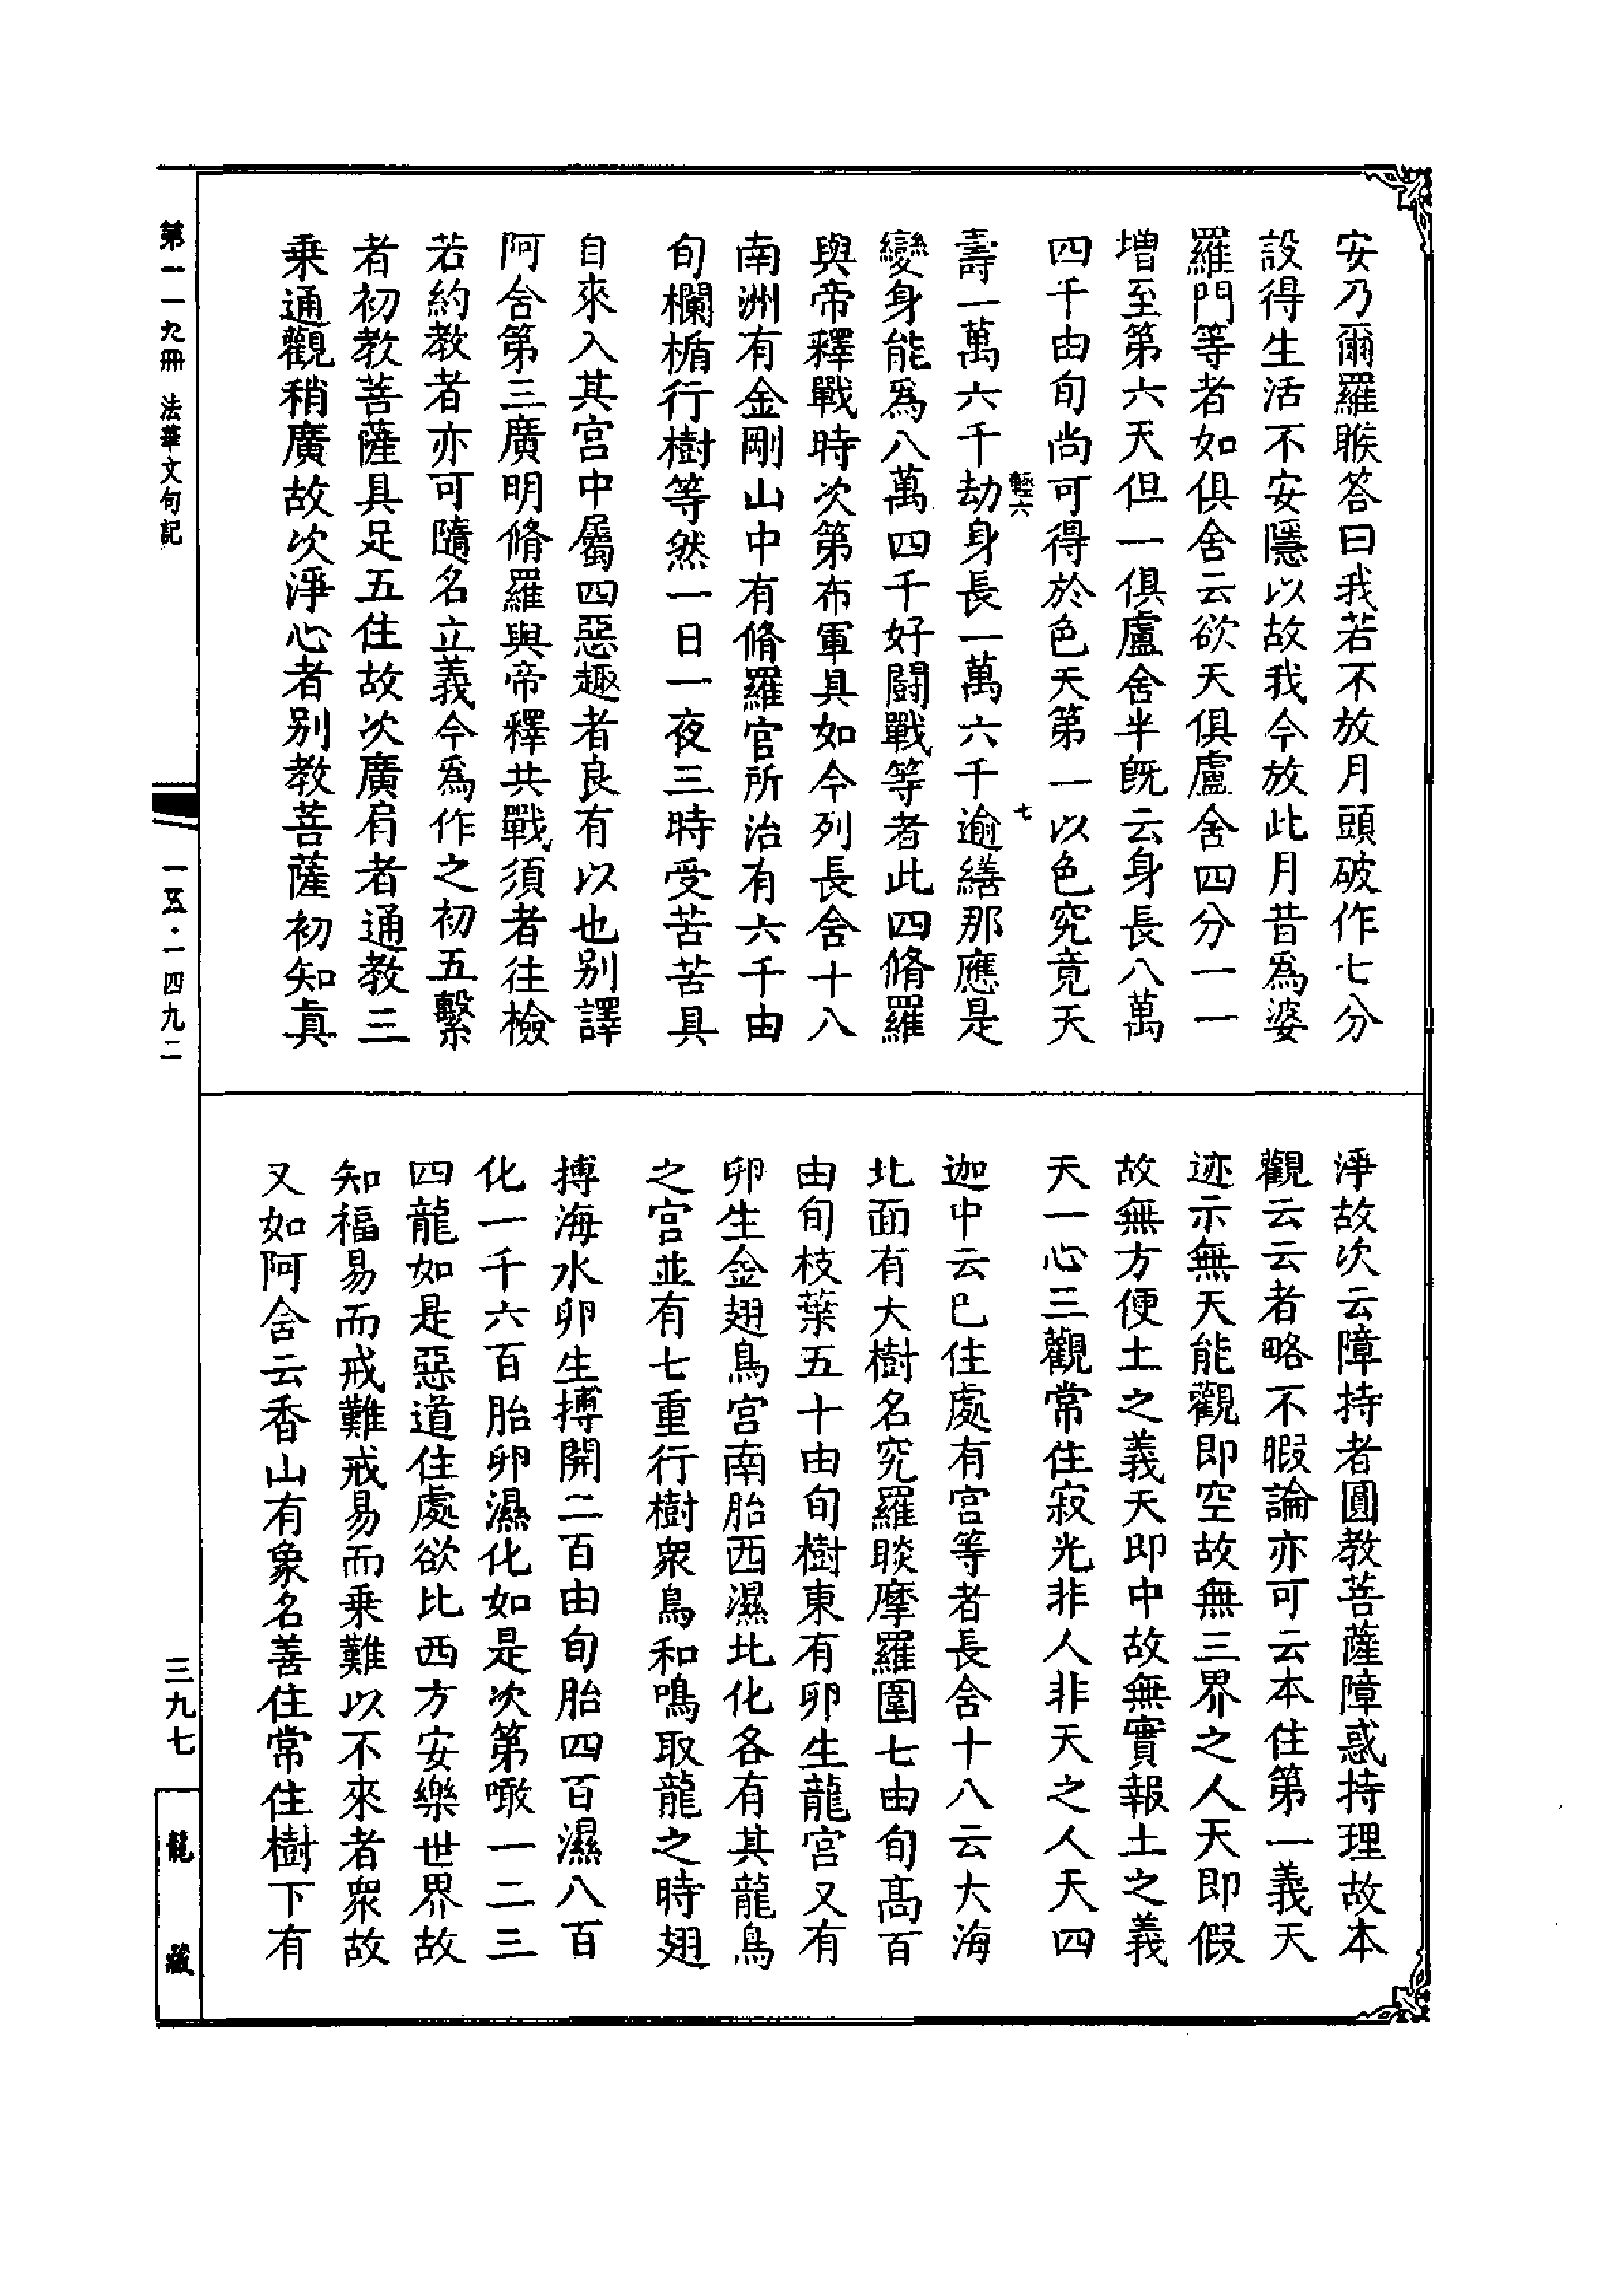 安乃爾羅睺答曰我若不放月頭破作七分
設得生活不安隱以故我今放此月昔爲婆
羅門等者如俱舍云欲天俱盧舍四分一一
增至第六天但一俱盧舍半旣云身長八萬
四千由旬尚可得於色天第一以色究竟天
六
七
壽一萬六千劫身長一萬六千逾繕那應是
變身能爲八萬四千好鬪戰等者此四脩羅
與帝釋戰時次第布軍具如今列長舍十八
南洲有金剛山中有脩羅官所治有六千由
旬欄楯行樹等然一日一夜三時受苦苦具
自來入其宮中屬四惡趣者良有以也别譯
阿舍第三廣明脩羅與帝釋共戰須者往檢
若約教者亦可隨名立義今爲作之初五繫
者初教菩薩具足五住故次廣肩者通教三
乗通觀稍廣故次淨心者别教菩薩初知真
淨故次云障持者圓教菩薩障惑持理故本
觀云云者略不暇論亦可云本住第一義天
迹示無天能觀即空故無三界之人天即假
故無方便土之義天即中故無實報土之義
天一心三觀常住寂光非人非天之人天四
迦中云已住處有宫等者長舍十八云大海
北面有大樹名究羅睒摩羅圍七由旬髙百
由旬枝葉五十由旬樹東有卵生龍宫又有
卵生金翅鳥宫南胎西濕北化各有其龍鳥
之宫並有七重行樹衆鳥和鳴取龍之時翅
搏海水卵生搏開二百由旬胎四百濕八百
化一千六百胎卵濕化如是次第噉一二三
四龍如是惡道住處欲比西方安樂世界故
知福易而戒難戒易而乗難以不來者衆故
又如阿舍云香山有象名善住常住樹下有
第一一九冊 法華文句記
一五·一四九二
三九七
龍藏